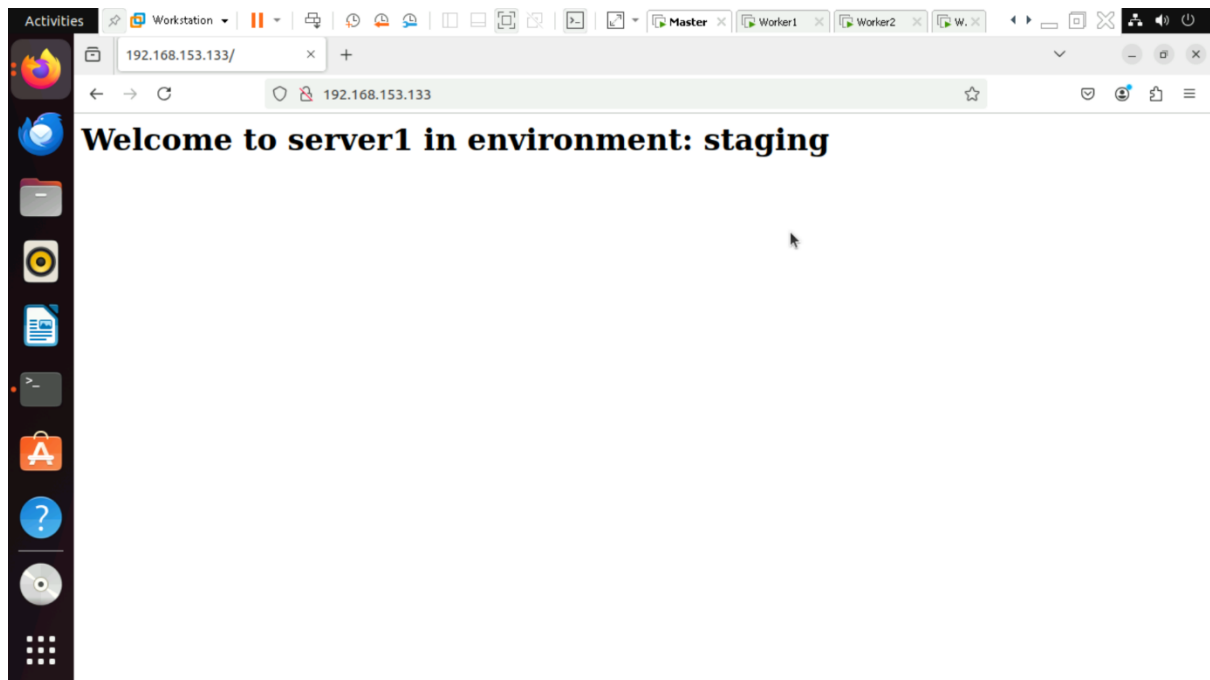 Activities
Workstation
Master
Worker1
Worker2
W.
192.168.153.133/
192.168.153.133
Welcome to server1 in environment: staging